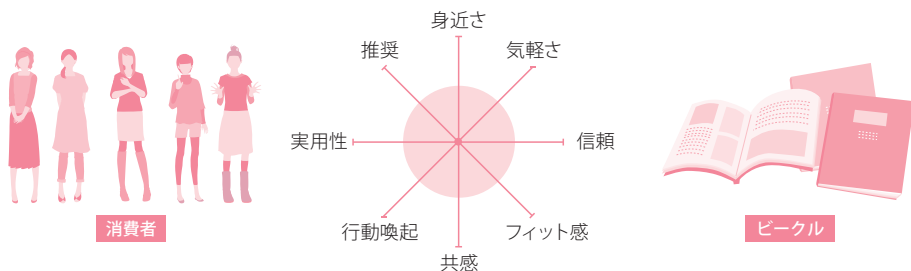 身近さ
推奨
気軽さ
実用性
信頼
行動喚起
フィット感
共感
消費者
ビークル